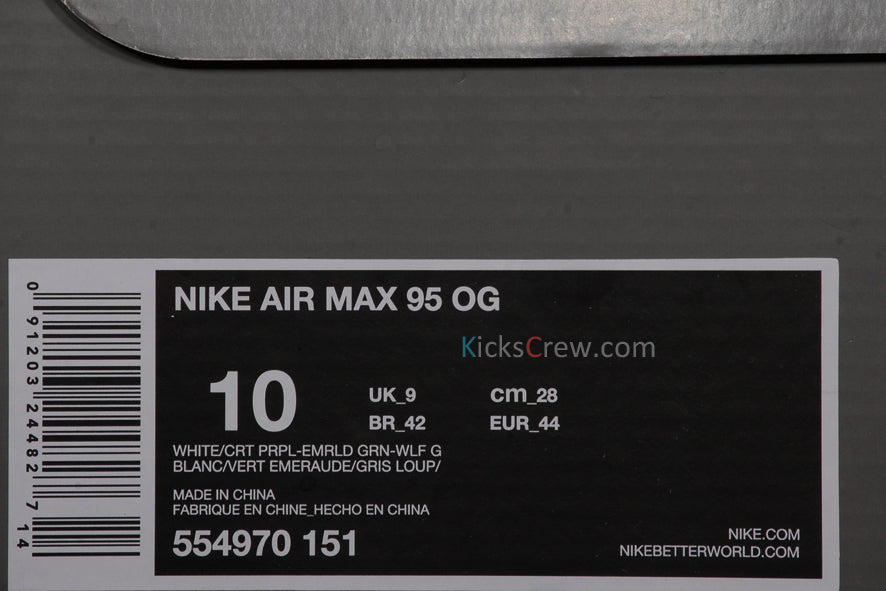 NIKE AIR MAX 95 OG
KicksCrew.com
10
UK_9 cm_28
BR_42 EUR_44
WHITE/CRT PRPL-EMRLD GRN-WLF G
BLANC/VERT EMERAUDE/GRIS LOUP/
MADE IN CHINA
FABRIQUE EN CHINE_HECHO EN CHINA
554970 151
NIKE.COM
NIKEBETTERWORLD.COM
0 91203 24482 7 14